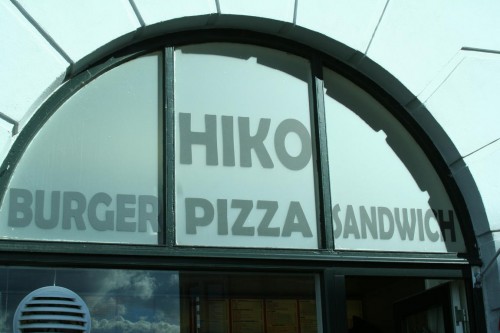 HIKO
BURGER PIZZA SANDWICH